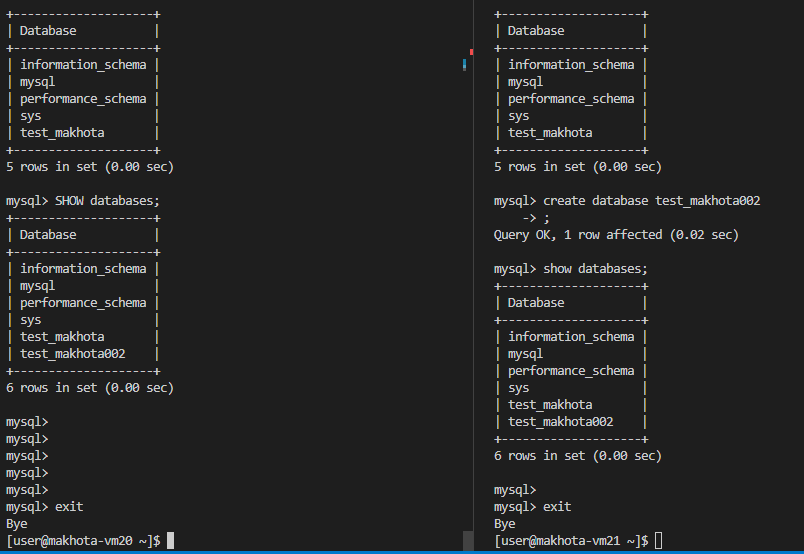 +--------------------+
| Database           |
+--------------------+
| information_schema |
| mysql              |
| performance_schema |
| sys                |
| test_makhota       |
+--------------------+
5 rows in set (0.00 sec)

mysql> SHOW databases;
+--------------------+
| Database           |
+--------------------+
| information_schema |
| mysql              |
| performance_schema |
| sys                |
| test_makhota       |
| test_makhota002    |
+--------------------+
6 rows in set (0.00 sec)

mysql>
mysql>
mysql>
mysql>
mysql>
mysql> exit
Bye
[user@makhota-vm20 ~]$
+--------------------+
| Database           |
+--------------------+
| information_schema |
| mysql              |
| performance_schema |
| sys                |
| test_makhota       |
+--------------------+
5 rows in set (0.00 sec)

mysql> create database test_makhota002
    -> ;
Query OK, 1 row affected (0.02 sec)

mysql> show databases;
+--------------------+
| Database           |
+--------------------+
| information_schema |
| mysql              |
| performance_schema |
| sys                |
| test_makhota       |
| test_makhota002    |
+--------------------+
6 rows in set (0.00 sec)

mysql>
mysql> exit
Bye
[user@makhota-vm21 ~]$